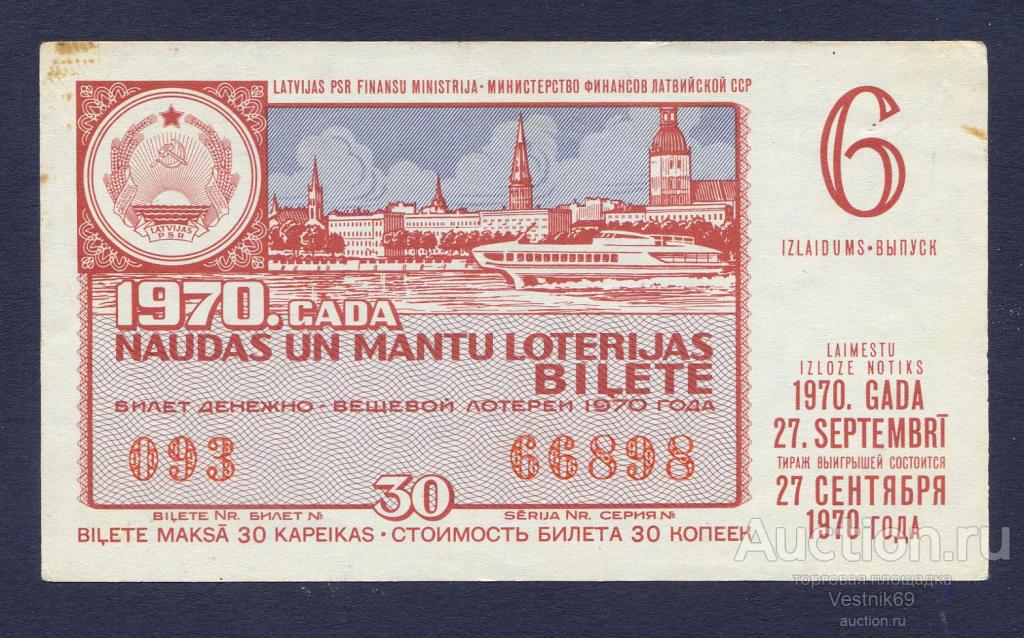 LATVIJAS PSR FINANSU MINISTRIJA · МИНИСТЕРСТВО ФИНАНСОВ ЛАТВИЙСКОЙ ССР
LATVIJAS
PSR
6
IZLAIDUMS · ВЫПУСК
1970. GADA
NAUDAS UN MANTU LOTERIJAS
BIĻETE
БИЛЕТ ДЕНЕЖНО - ВЕЩЕВОЙ ЛОТЕРЕИ 1970 ГОДА
093
66898
BIĻETE NR. БИЛЕТ №
30
SĒRIJA NR. СЕРИЯ №
BIĻETE MAKSĀ 30 KAPEIKAS · СТОИМОСТЬ БИЛЕТА 30 КОПЕЕК
LAIMESTU
IZLOZE NOTIKS
1970. GADA
27. SEPTEMBRĪ
ТИРАЖ ВЫИГРЫШЕЙ СОСТОИТСЯ
27 СЕНТЯБРЯ
1970 ГОДА
Auction.ru
торговая площадка
Vestnik69
auction.ru